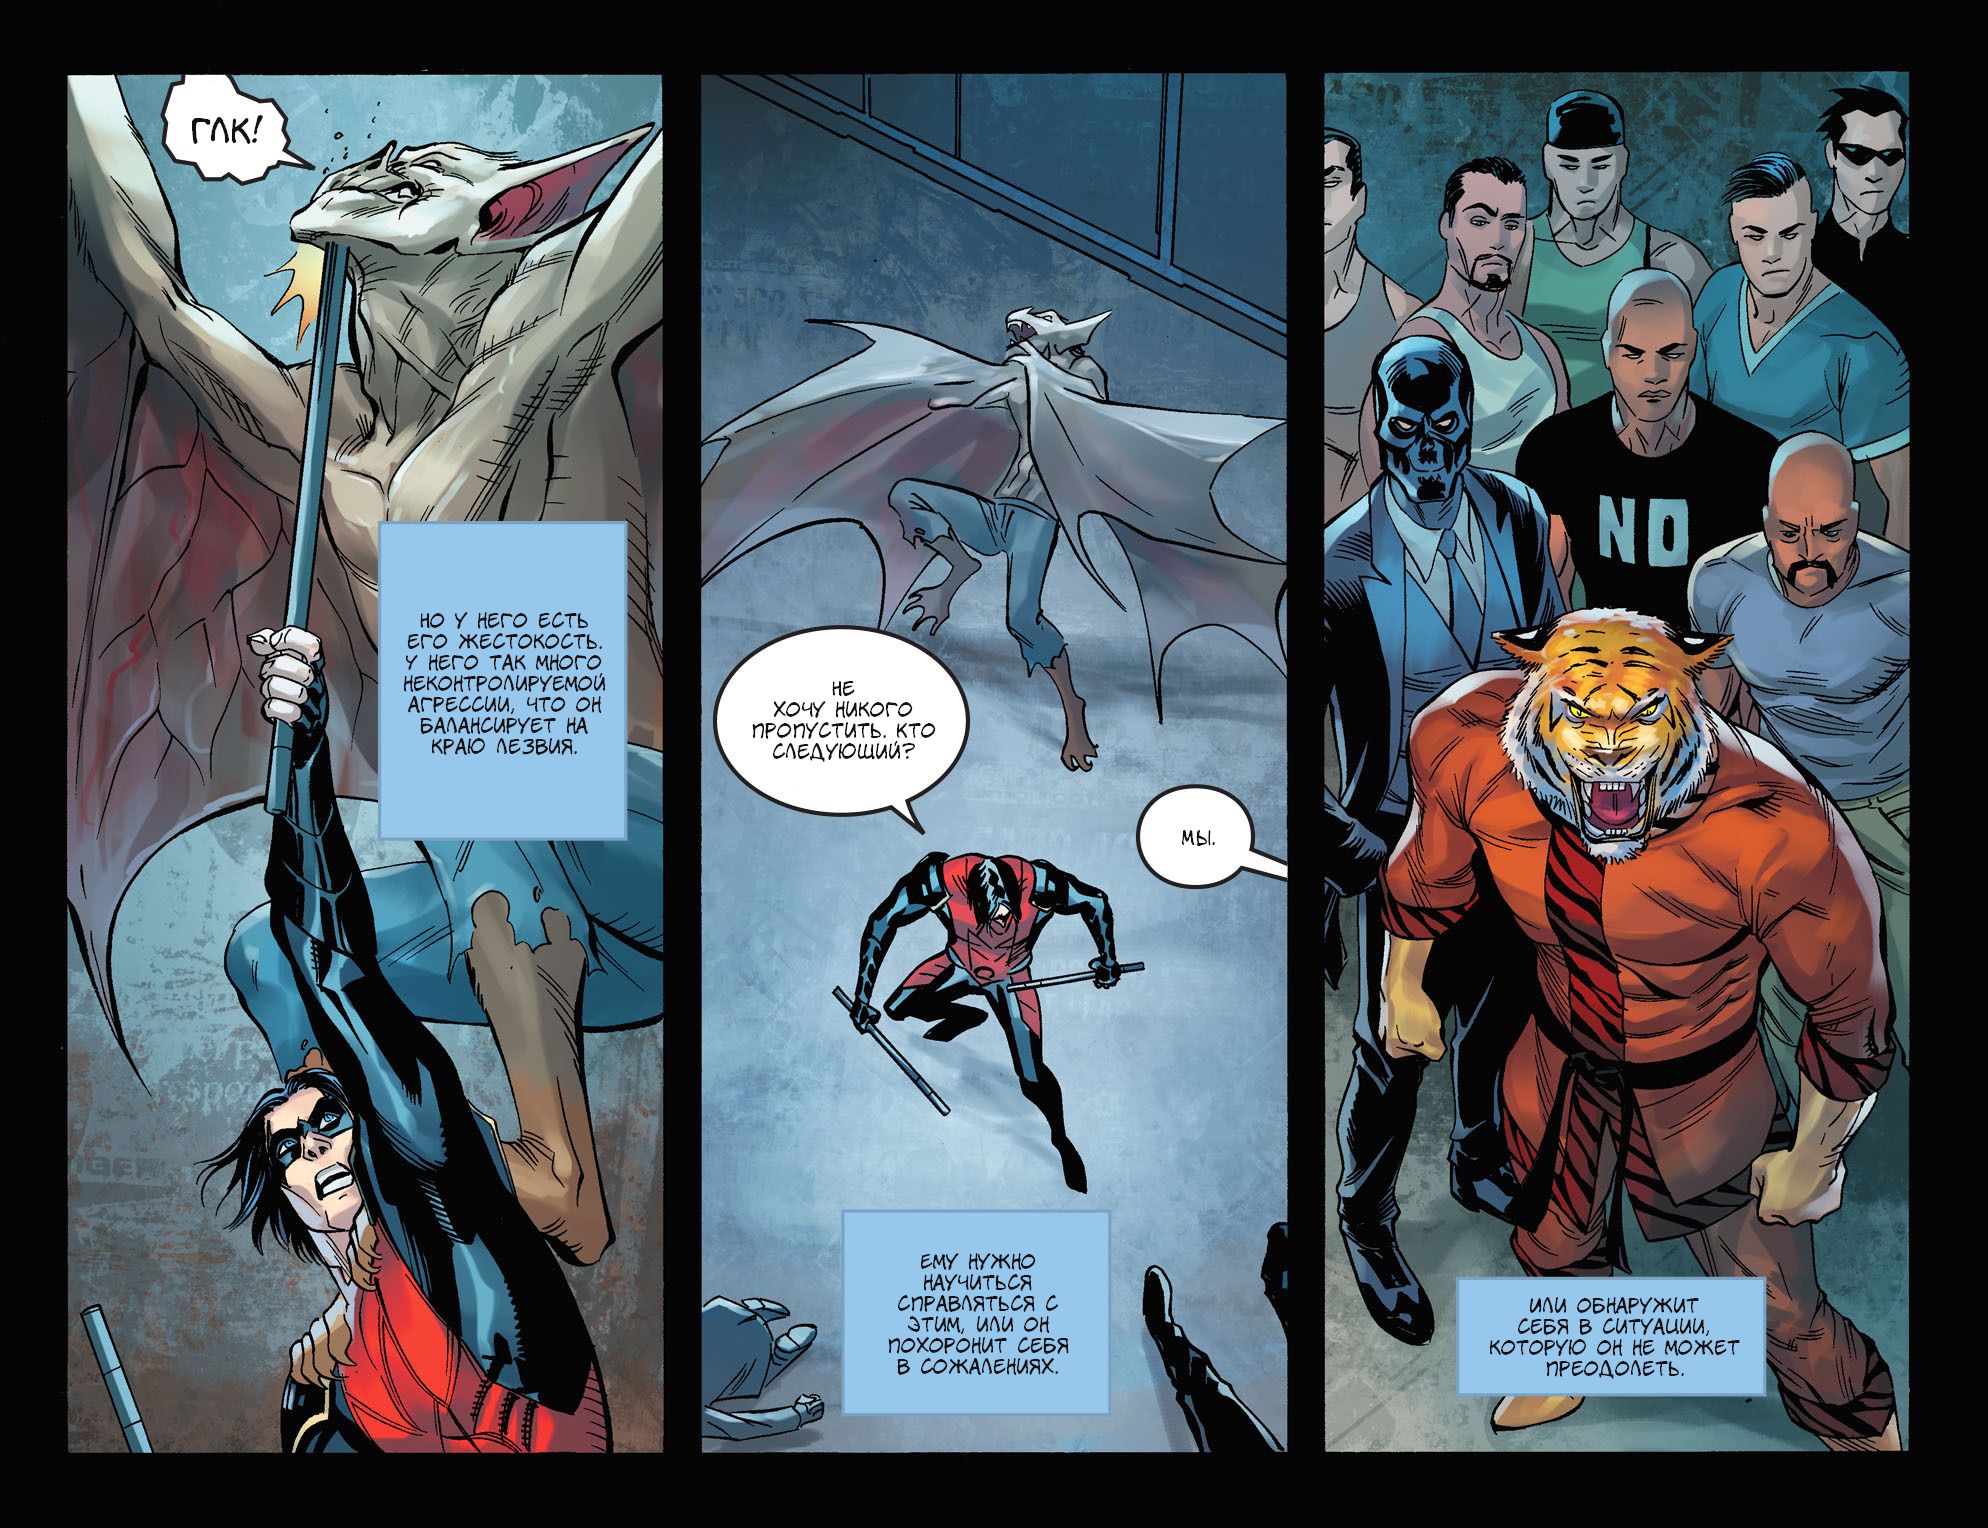 ГЛК!
НО У НЕГО ЕСТЬ
ЕГО ЖЕСТОКОСТЬ.
У НЕГО ТАК МНОГО
НЕКОНТРОЛИРУЕМОЙ
АГРЕССИИ, ЧТО ОН
БАЛАНСИРУЕТ НА
КРАЮ ЛЕЗВИЯ.
НЕ
ХОЧУ НИКОГО
ПРОПУСТИТЬ. КТО
СЛЕДУЮЩИЙ?
МЫ.
ЕМУ НУЖНО
НАУЧИТЬСЯ
СПРАВЛЯТЬСЯ С
ЭТИМ, ИЛИ ОН
ПОХОРОНИТ СЕБЯ
В СОЖАЛЕНИЯХ.
NO
ИЛИ ОБНАРУЖИТ
СЕБЯ В СИТУАЦИИ,
КОТОРУЮ ОН НЕ МОЖЕТ
ПРЕОДОЛЕТЬ.